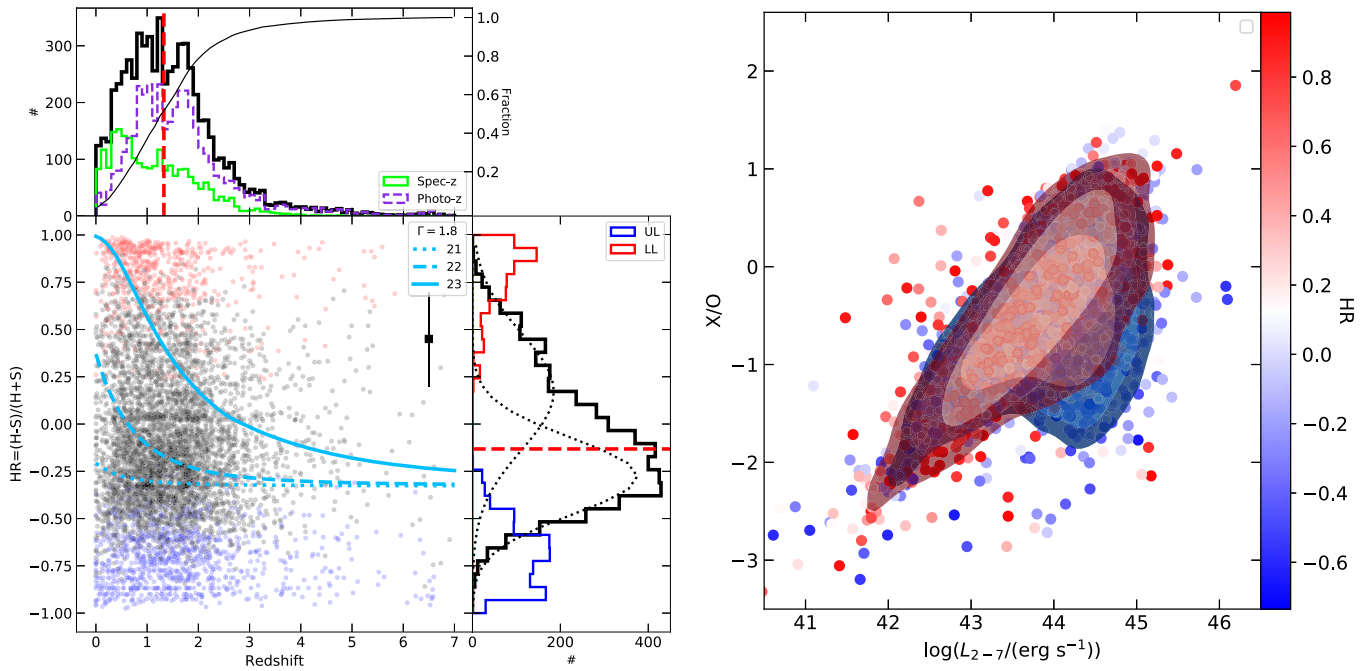 300
200
100
0
#
1.0
0.8
0.6
0.4
0.2
Fraction
Spec-z
Photo-z
1.00
0.75
0.50
0.25
0.00
−0.25
−0.50
−0.75
−1.00
HR=(H-S)/(H+S)
Γ = 1.8
21
22
23
0 1 2 3 4 5 6 7
Redshift
UL
LL
0 200 400
#
2
1
0
−1
−2
−3
X/O
41 42 43 44 45 46
log(L₂₋₇/(erg s⁻¹))
0.8
0.6
0.4
0.2
0.0
−0.2
−0.4
−0.6
HR